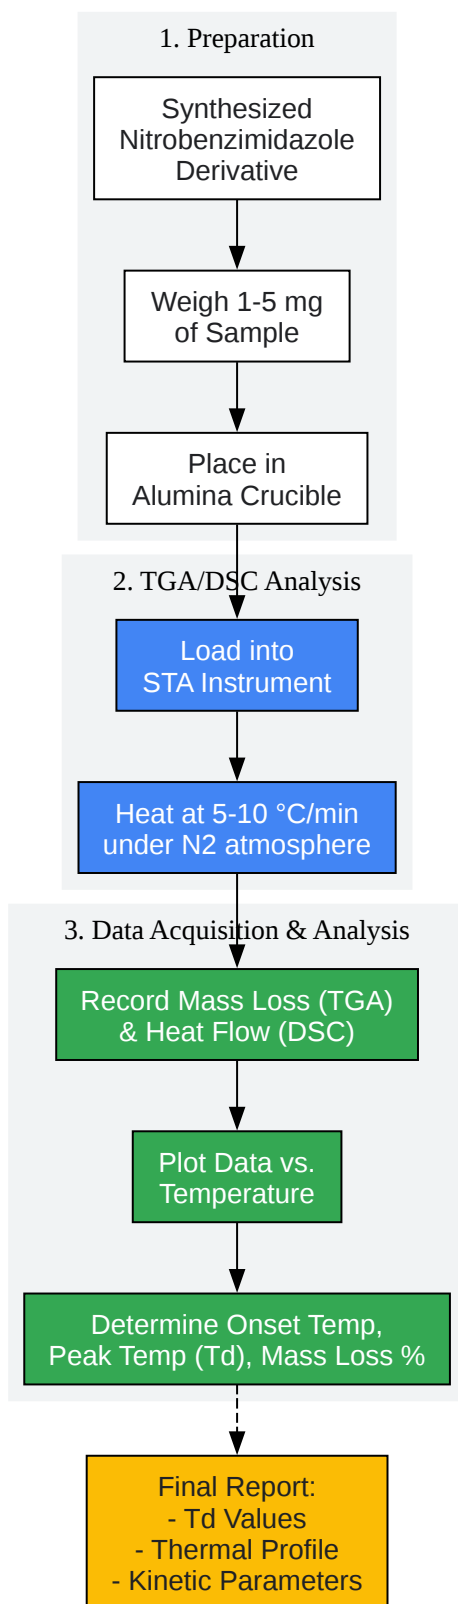 1. Preparation
Synthesized
Nitrobenzimidazole
Derivative
Weigh 1-5 mg
of Sample
Place in
Alumina Crucible
2. TGA/DSC Analysis
Load into
STA Instrument
Heat at 5-10 °C/min
under N2 atmosphere
3. Data Acquisition & Analysis
Record Mass Loss (TGA)
& Heat Flow (DSC)
Plot Data vs.
Temperature
Determine Onset Temp,
Peak Temp (Td), Mass Loss %
Final Report:
- Td Values
- Thermal Profile
- Kinetic Parameters